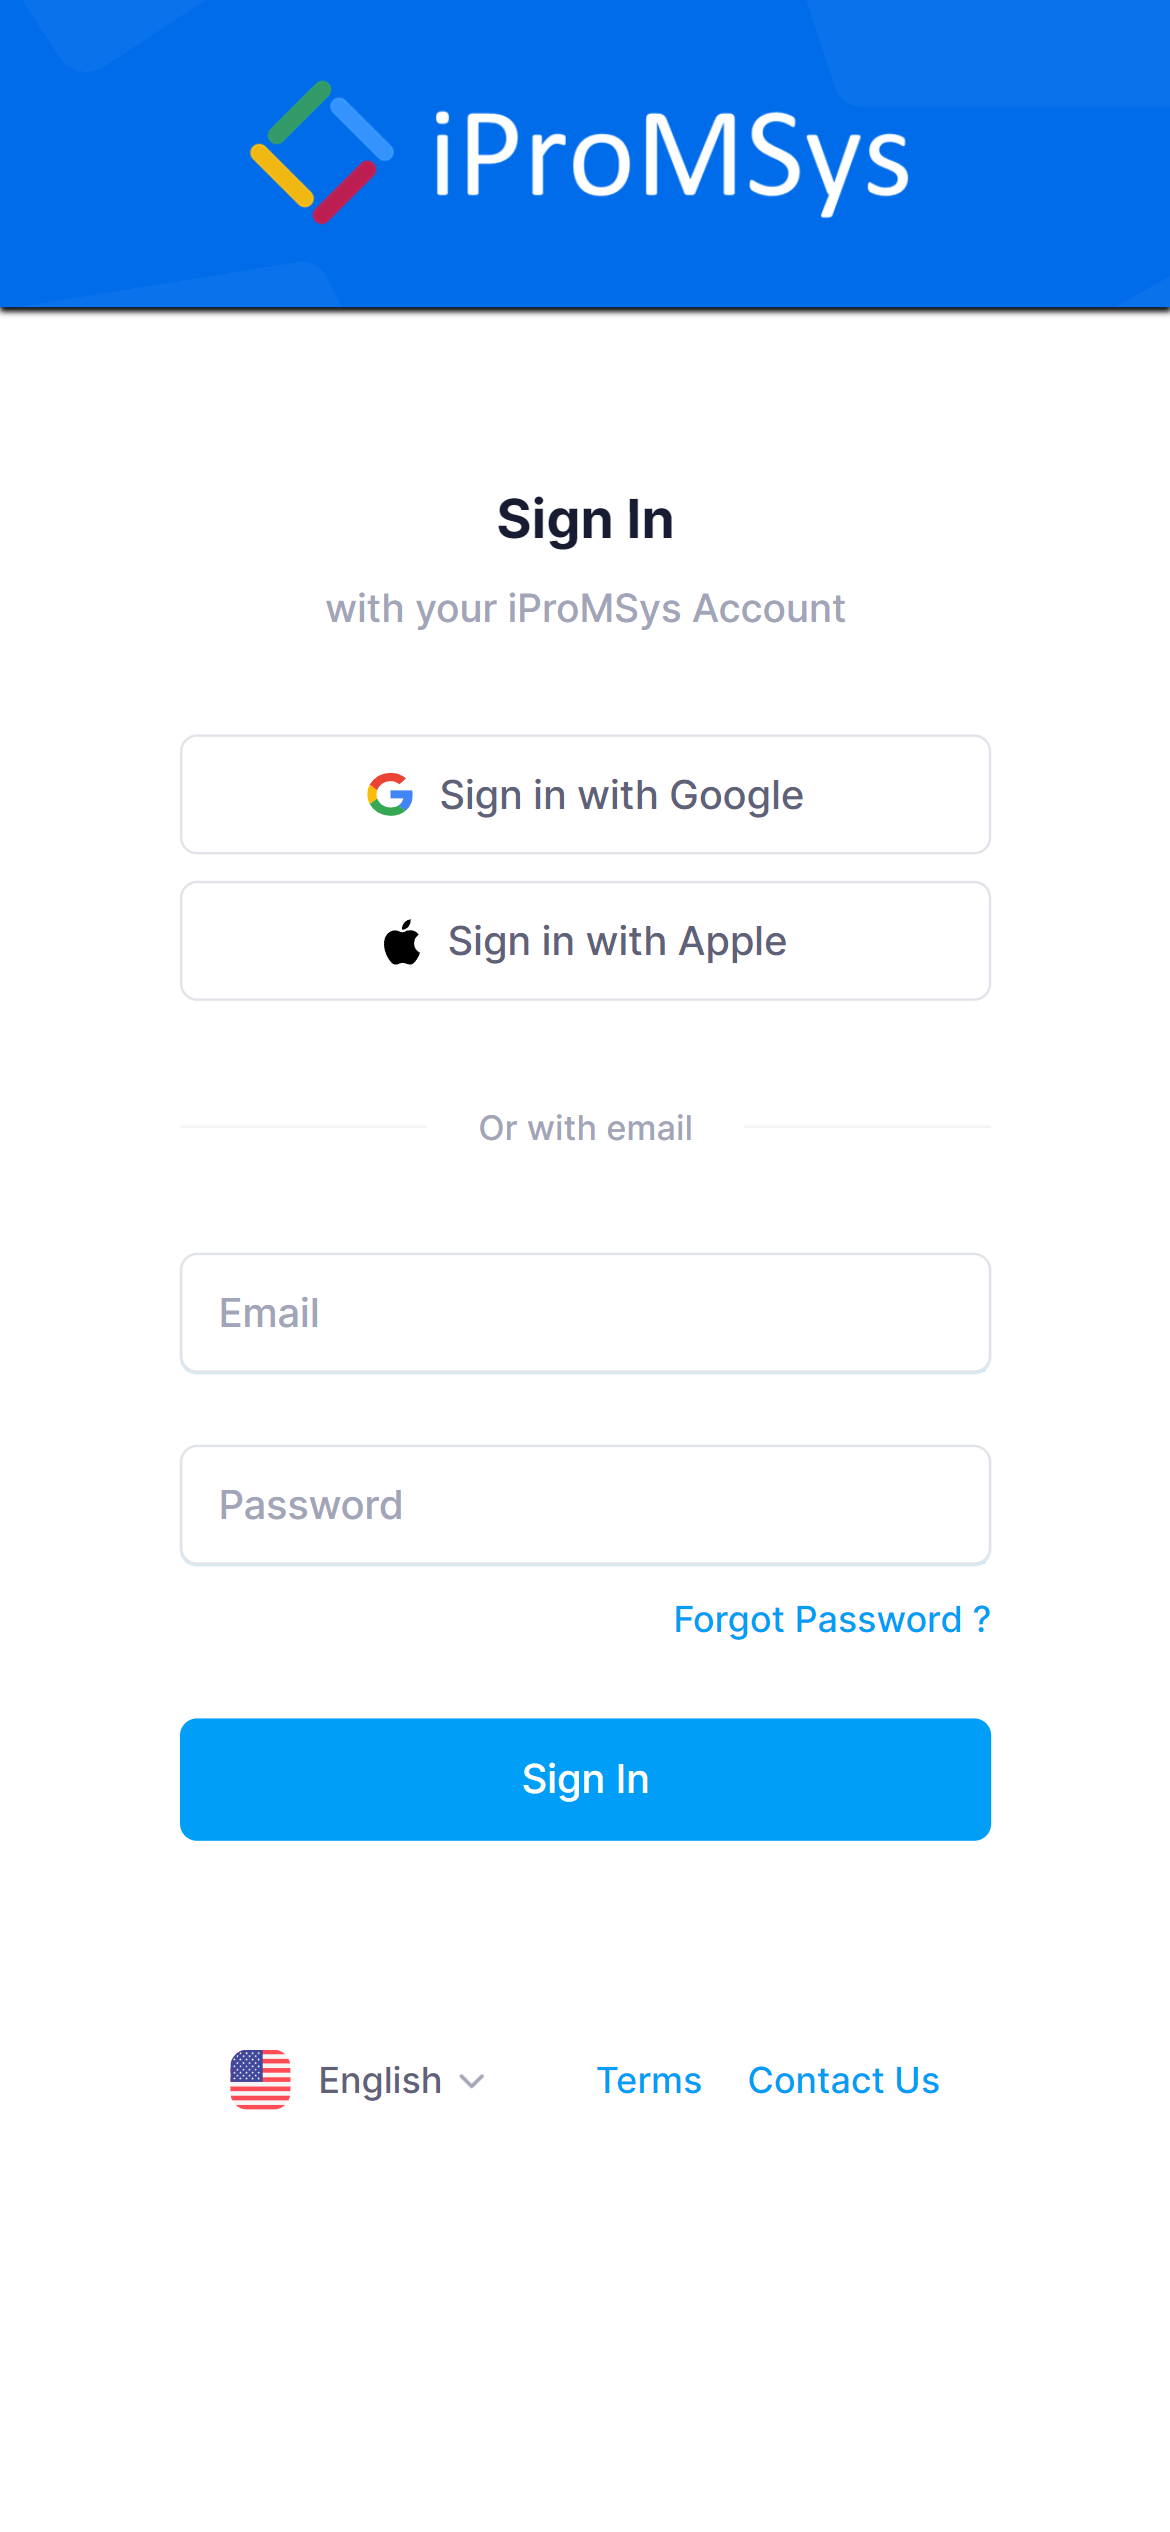 iProMSys
Sign In
with your iProMSys Account
Sign in with Google
Sign in with Apple
Or with email
Email
Password
Forgot Password ?
Sign In
English Terms Contact Us